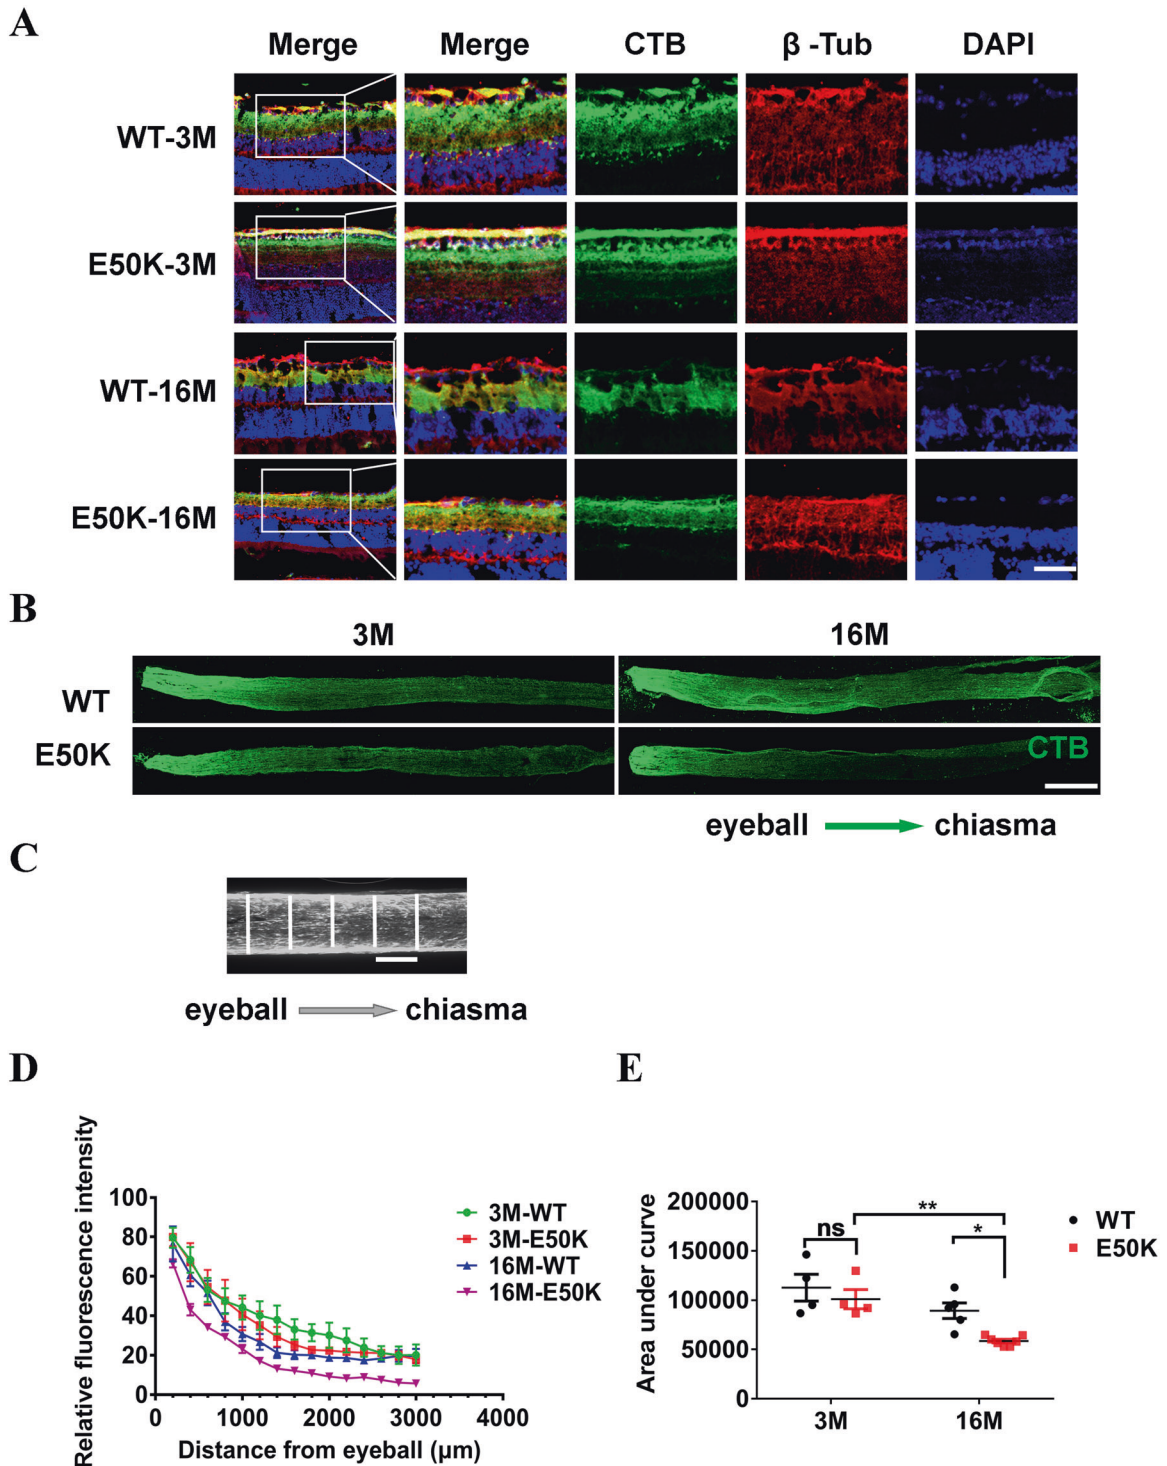 A
Merge Merge CTB β -Tub DAPI
WT-3M
E50K-3M
WT-16M
E50K-16M
B
3M 16M
WT
E50K
CTB
eyeball chiasma
C
eyeball chiasma
D
Relative fluorescence intensity
100
80
60
40
20
0
0 1000 2000 3000 4000
Distance from eyeball (μm)
3M-WT
3M-E50K
16M-WT
16M-E50K
E
Area under curve
200000
150000
100000
50000
0
ns
**
*
3M 16M
WT
E50K